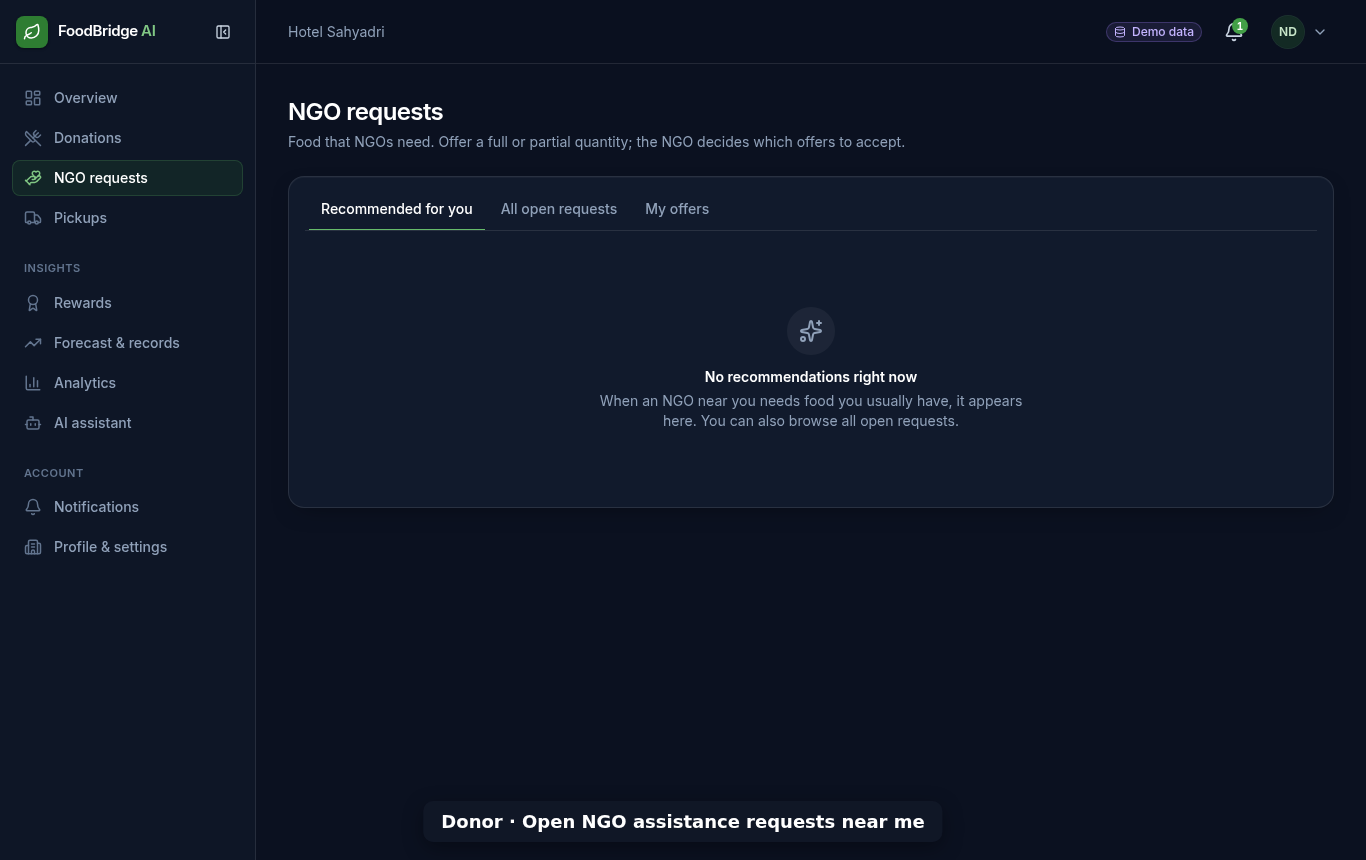 FoodBridge AI
Hotel Sahyadri
Demo data
1
ND
Overview
Donations
NGO requests
Pickups
INSIGHTS
Rewards
Forecast & records
Analytics
AI assistant
ACCOUNT
Notifications
Profile & settings
NGO requests
Food that NGOs need. Offer a full or partial quantity; the NGO decides which offers to accept.
Recommended for you
All open requests
My offers
No recommendations right now
When an NGO near you needs food you usually have, it appears
here. You can also browse all open requests.
Donor · Open NGO assistance requests near me